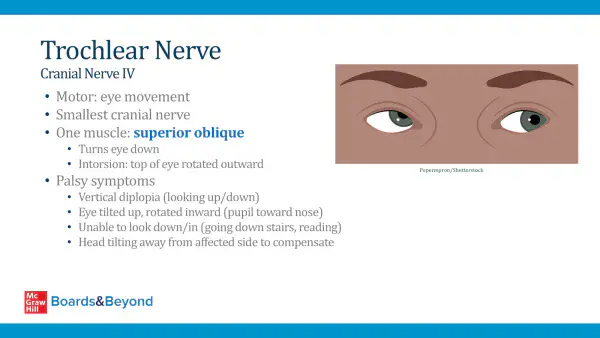 Trochlear Nerve
Cranial Nerve IV
• Motor: eye movement
• Smallest cranial nerve
• One muscle: superior oblique
• Turns eye down
• Intorsion: top of eye rotated outward
• Palsy symptoms
• Vertical diplopia (looking up/down)
• Eye tilted up, rotated inward (pupil toward nose)
• Unable to look down/in (going down stairs, reading)
• Head tilting away from affected side to compensate
Pepermpron/Shutterstock
Mc
Graw
Hill
Boards&Beyond